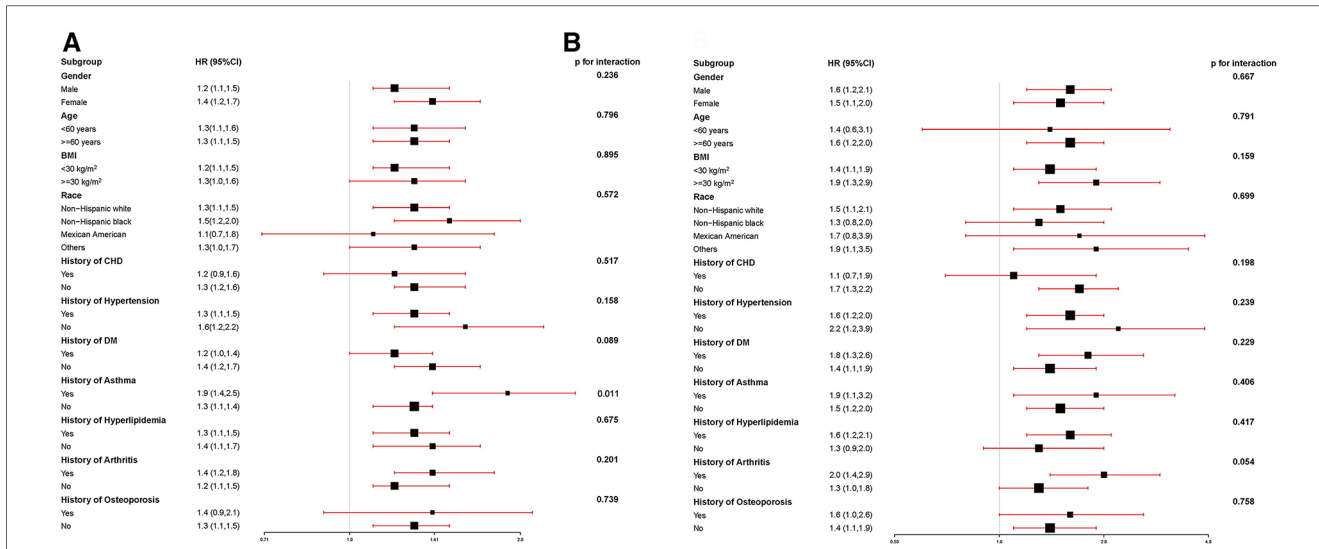 A
Subgroup HR (95%CI) p for interaction
Gender 0.236
Male 1.2 (1.1,1.5)
Female 1.4 (1.2,1.7)
Age 0.796
<60 years 1.3(1.1,1.6)
>=60 years 1.3 (1.1,1.5)
BMI 0.895
<30 kg/m² 1.2(1.1,1.5)
>=30 kg/m² 1.3(1.0,1.6)
Race 0.572
Non-Hispanic white 1.3(1.1,1.5)
Non-Hispanic black 1.5(1.2,2.0)
Mexican American 1.1(0.7,1.8)
Others 1.3(1.0,1.7)
History of CHD 0.517
Yes 1.2 (0.9,1.6)
No 1.3 (1.2,1.6)
History of Hypertension 0.158
Yes 1.3 (1.1,1.5)
No 1.6(1.2,2.2)
History of DM 0.089
Yes 1.2 (1.0,1.4)
No 1.4 (1.2,1.7)
History of Asthma
Yes 1.9 (1.4,2.5) 0.011
No 1.3 (1.1,1.4)
History of Hyperlipidemia 0.675
Yes 1.3 (1.1,1.5)
No 1.4 (1.1,1.7)
History of Arthritis 0.201
Yes 1.4 (1.2,1.8)
No 1.2 (1.1,1.5)
History of Osteoporosis 0.739
Yes 1.4 (0.9,2.1)
No 1.3 (1.1,1.5)
0.71 1.0 1.41 2.0
B
Subgroup HR (95%CI) p for interaction
Gender 0.667
Male 1.6 (1.2,2.1)
Female 1.5 (1.1,2.0)
Age 0.791
<60 years 1.4 (0.6,3.1)
>=60 years 1.6 (1.2,2.0)
BMI 0.159
<30 kg/m² 1.4 (1.1,1.9)
>=30 kg/m² 1.9 (1.3,2.9)
Race 0.699
Non-Hispanic white 1.5 (1.1,2.1)
Non-Hispanic black 1.3 (0.8,2.0)
Mexican American 1.7 (0.8,3.9)
Others 1.9 (1.1,3.5)
History of CHD 0.198
Yes 1.1 (0.7,1.9)
No 1.7 (1.3,2.2)
History of Hypertension 0.239
Yes 1.6 (1.2,2.0)
No 2.2 (1.2,3.9)
History of DM 0.229
Yes 1.8 (1.3,2.6)
No 1.4 (1.1,1.9)
History of Asthma 0.406
Yes 1.9 (1.1,3.2)
No 1.5 (1.2,2.0)
History of Hyperlipidemia 0.417
Yes 1.6 (1.2,2.1)
No 1.3 (0.9,2.0)
History of Arthritis 0.054
Yes 2.0 (1.4,2.9)
No 1.3 (1.0,1.8)
History of Osteoporosis 0.758
Yes 1.6 (1.0,2.6)
No 1.4 (1.1,1.9)
0.50 1.0 2.0 4.0